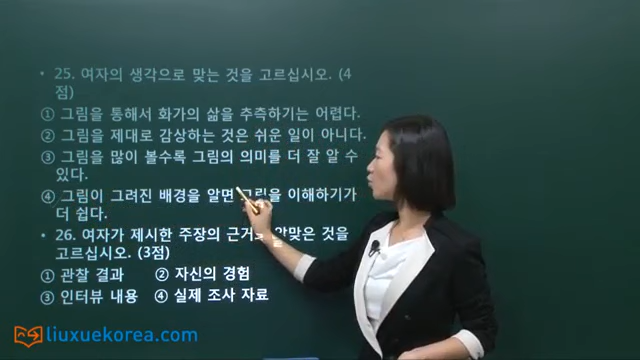 • 25. 여자의 생각으로 맞는 것을 고르십시오. (4
점)
① 그림을 통해서 화가의 삶을 추측하기는 어렵다.
② 그림을 제대로 감상하는 것은 쉬운 일이 아니다.
③ 그림을 많이 볼수록 그림의 의미를 더 잘 알 수
있다.
④ 그림이 그려진 배경을 알면 그림을 이해하기가
더 쉽다.
• 26. 여자가 제시한 주장의 근거로 알맞은 것을
고르십시오. (3점)
① 관찰 결과 ② 자신의 경험
③ 인터뷰 내용 ④ 실제 조사 자료
liuxuekorea.com